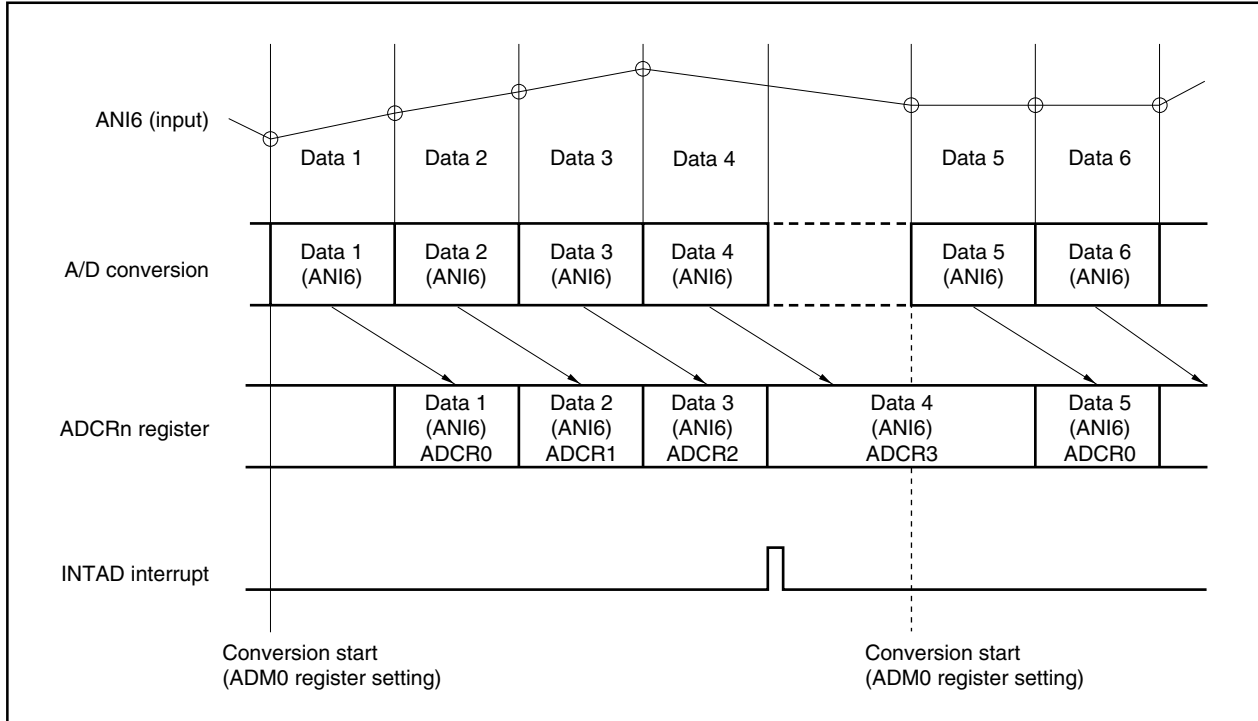 ANI6 (input)
Data 1
Data 2
Data 3
Data 4
Data 5
Data 6
A/D conversion
Data 1
(ANI6)
Data 2
(ANI6)
Data 3
(ANI6)
Data 4
(ANI6)
Data 5
(ANI6)
Data 6
(ANI6)
ADCRn register
Data 1
(ANI6)
ADCR0
Data 2
(ANI6)
ADCR1
Data 3
(ANI6)
ADCR2
Data 4
(ANI6)
ADCR3
Data 5
(ANI6)
ADCR0
INTAD interrupt
Conversion start
(ADM0 register setting)
Conversion start
(ADM0 register setting)